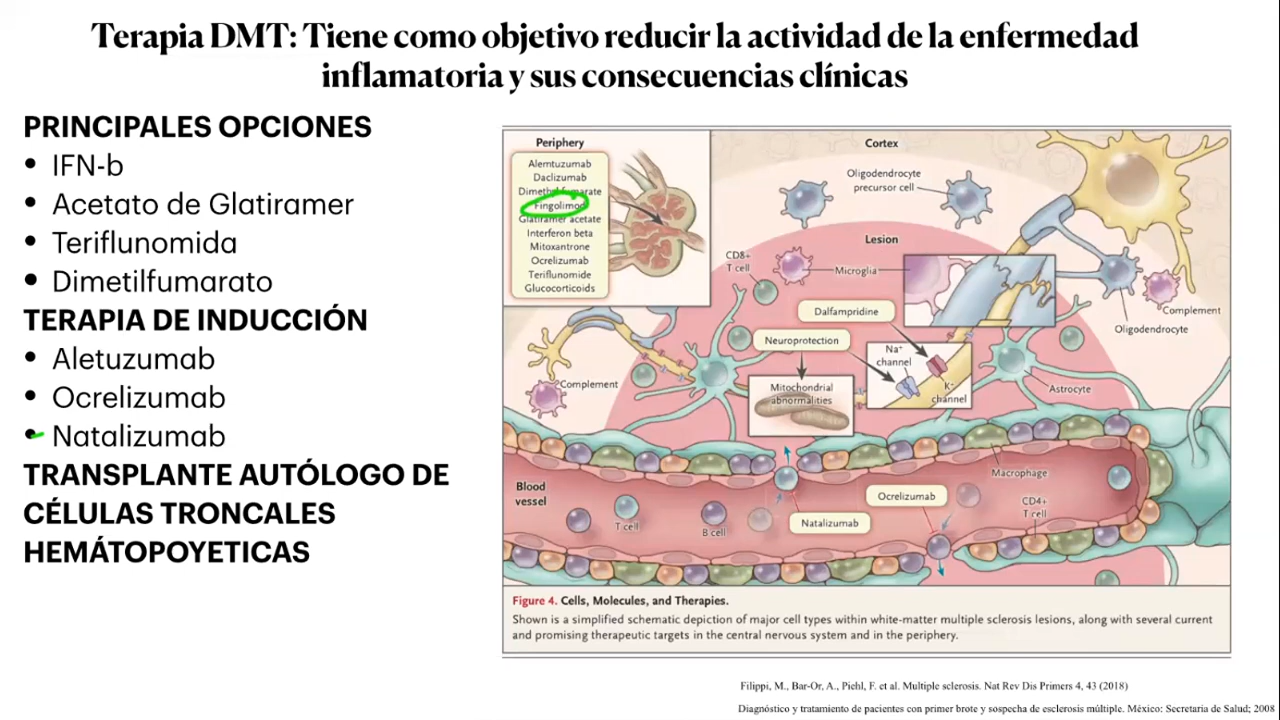 Terapia DMT: Tiene como objetivo reducir la actividad de la enfermedad
inflamatoria y sus consecuencias clínicas
PRINCIPALES OPCIONES
• IFN-b
• Acetato de Glatiramer
• Teriflunomida
• Dimetilfumarato
TERAPIA DE INDUCCIÓN
• Aletuzumab
• Ocrelizumab
• Natalizumab
TRANSPLANTE AUTÓLOGO DE
CÉLULAS TRONCALES
HEMÁTOPOYETICAS
Periphery
Alemtuzumab
Daclizumab
Dimethyl fumarate
Fingolimod
Glatiramer acetate
Interferon beta
Mitoxantrone
Ocrelizumab
Teriflunomide
Glucocorticoids
Cortex
Oligodendrocyte
precursor cell
Lesion
CD8+
T cell
Microglia
Dalfampridine
Complement
Oligodendrocyte
Neuroprotection
Na+
channel
K+
channel
Mitochondrial
abnormalities
Complement
Astrocyte
Macrophage
Blood
vessel
Ocrelizumab
CD4+
T cell
T cell
B cell
Natalizumab
Figure 4. Cells, Molecules, and Therapies.
Shown is a simplified schematic depiction of major cell types within white-matter multiple sclerosis lesions, along with several current
and promising therapeutic targets in the central nervous system and in the periphery.
Filippi, M., Bar-Or, A., Piehl, F. et al. Multiple sclerosis. Nat Rev Dis Primers 4, 43 (2018)
Diagnóstico y tratamiento de pacientes con primer brote y sospecha de esclerosis múltiple. México: Secretaria de Salud; 2008